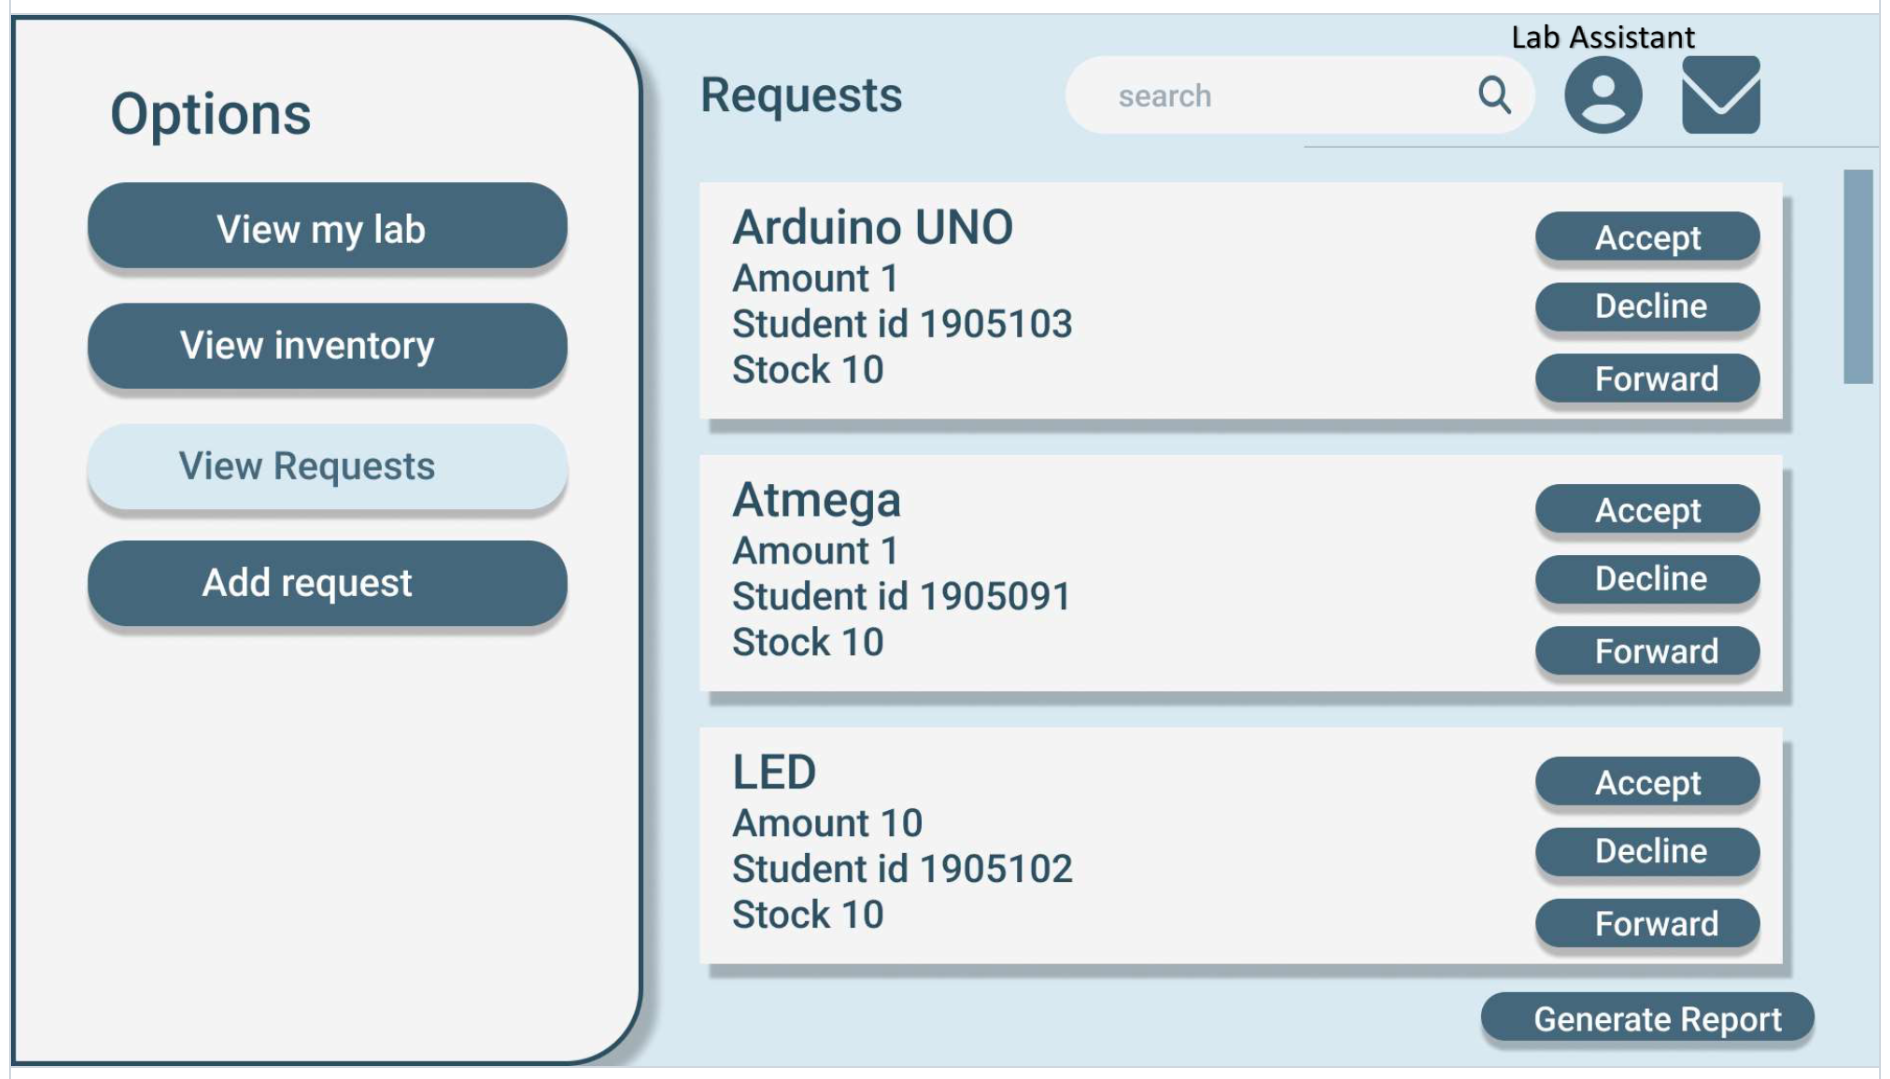 Options
View my lab
View inventory
View Requests
Add request
Lab Assistant
Requests
search
Arduino UNO
Amount 1
Student id 1905103
Stock 10
Accept
Decline
Forward
Atmega
Amount 1
Student id 1905091
Stock 10
Accept
Decline
Forward
LED
Amount 10
Student id 1905102
Stock 10
Accept
Decline
Forward
Generate Report